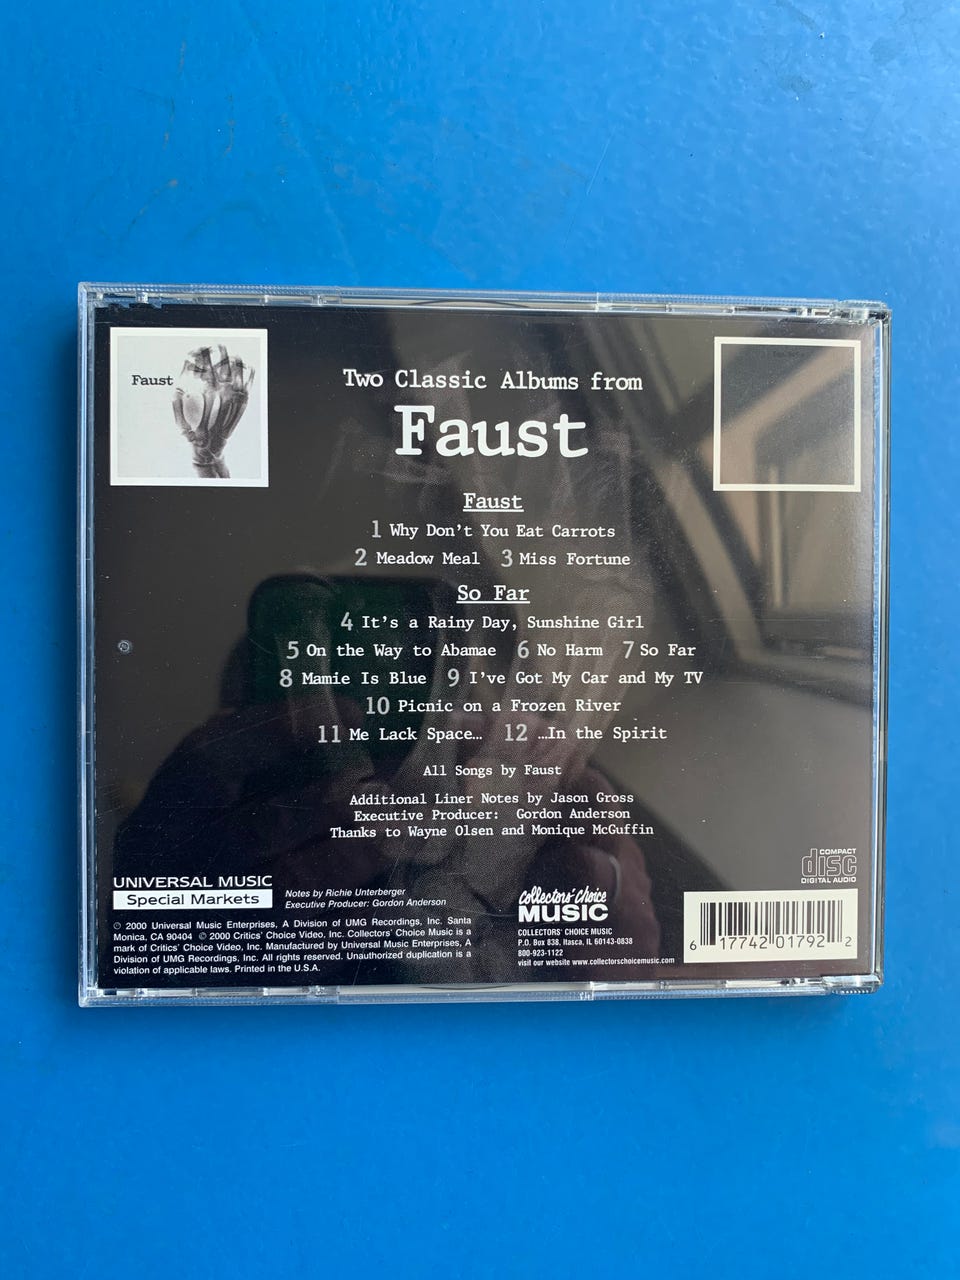 Faust
Two Classic Albums from
Faust
Faust
1 Why Don't You Eat Carrots
2 Meadow Meal 3 Miss Fortune
So Far
4 It's a Rainy Day, Sunshine Girl
5 On the Way to Abamae 6 No Harm 7 So Far
8 Mamie Is Blue 9 I've Got My Car and My TV
10 Picnic on a Frozen River
11 Me Lack Space… 12 …In the Spirit
All Songs by Faust
Additional Liner Notes by Jason Gross
Executive Producer: Gordon Anderson
Thanks to Wayne Olsen and Monique McGuffin
UNIVERSAL MUSIC
Special Markets
Notes by Richie Unterberger
Executive Producer: Gordon Anderson
℗ 2000 Universal Music Enterprises, A Division of UMG Recordings, Inc. Santa
Monica, CA 90404 © 2000 Critics' Choice Video, Inc. Collectors' Choice Music is a
mark of Critics' Choice Video, Inc. Manufactured by Universal Music Enterprises, A
Division of UMG Recordings, Inc. All rights reserved. Unauthorized duplication is a
violation of applicable laws. Printed in the U.S.A.
Collectors' Choice
MUSIC
COLLECTORS' CHOICE MUSIC
P.O. Box 838, Itasca, IL 60143-0838
800-923-1122
visit our website www.collectorschoicemusic.com
COMPACT
disc
DIGITAL AUDIO
6 17742 01792 2